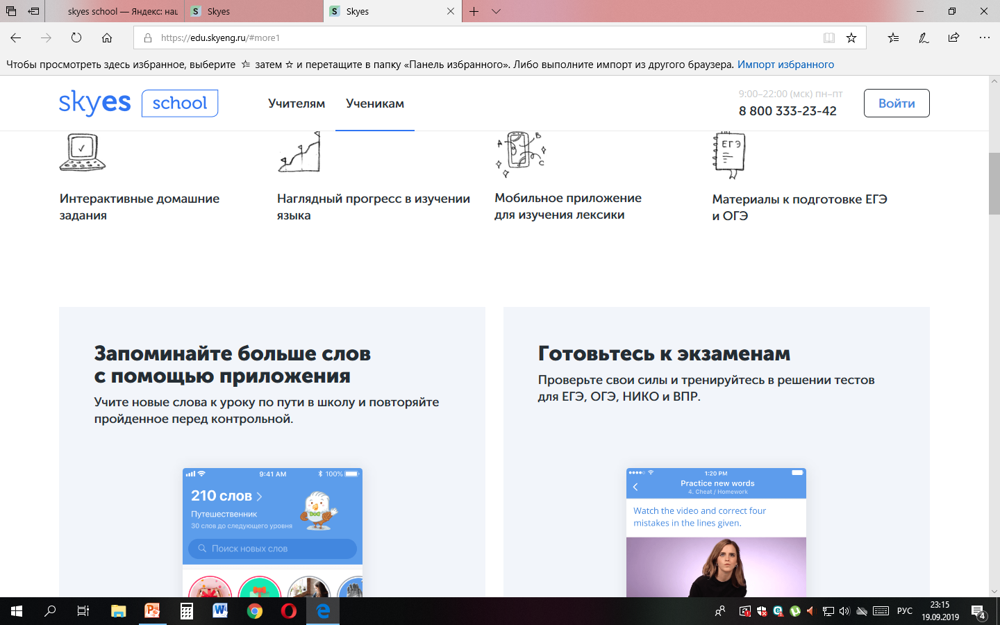 skyes school — Яндекс: наш
Skyes
Skyes
https://edu.skyeng.ru/#more1
Чтобы просмотреть здесь избранное, выберите затем и перетащите в папку «Панель избранного». Либо выполните импорт из другого браузера. Импорт избранного
skyes school
Учителям
Ученикам
9:00–22:00 (мск) пн–пт
8 800 333-23-42
Войти
A
B
C
ЕГЭ
Интерактивные домашние
задания
Наглядный прогресс в изучении
языка
Мобильное приложение
для изучения лексики
Материалы к подготовке ЕГЭ
и ОГЭ
Запоминайте больше слов
с помощью приложения
Учите новые слова к уроку по пути в школу и повторяйте
пройденное перед контрольной.
9:41 AM
100%
210 слов
Путешественник
30 слов до следующего уровня
Поиск новых слов
Готовьтесь к экзаменам
Проверьте свои силы и тренируйтесь в решении тестов
для ЕГЭ, ОГЭ, НИКО и ВПР.
1:20 PM
Practice new words
4. Cheat / Homework
Watch the video and correct four
mistakes in the lines given.
РУС
23:15
19.09.2019
4